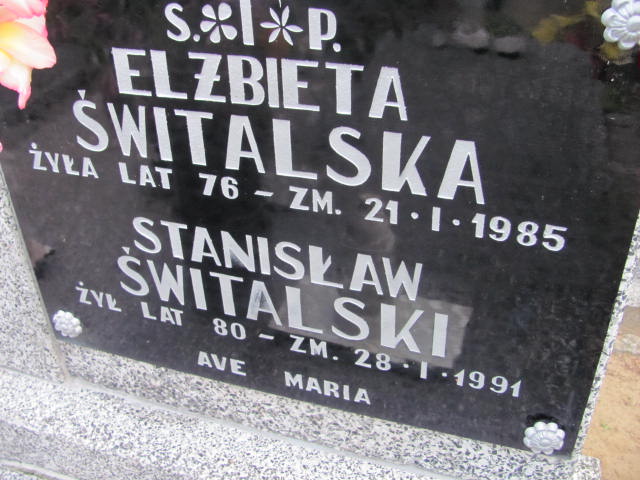 Ś.†P.
ELŻBIETA
ŚWITALSKA
ŻYŁA LAT 76 – ZM. 21·I·1985
STANISŁAW
ŚWITALSKI
ŻYŁ LAT 80 – ZM. 28·I·1991
AVE MARIA